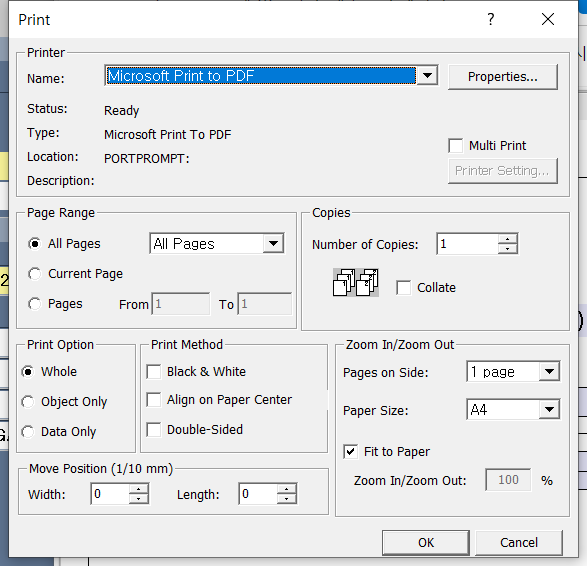 Print
?
Printer
Name: Microsoft Print to PDF Properties...
Status: Ready
Type: Microsoft Print To PDF
Location: PORTPROMPT: Multi Print
Description: Printer Setting...
Page Range
All Pages All Pages
Current Page
Pages From 1 To 1
Copies
Number of Copies: 1
Collate
Print Option
Whole
Object Only
Data Only
Print Method
Black & White
Align on Paper Center
Double-Sided
Zoom In/Zoom Out
Pages on Side: 1 page
Paper Size: A4
Fit to Paper
Zoom In/Zoom Out: 100 %
Move Position (1/10 mm)
Width: 0 Length: 0
OK Cancel